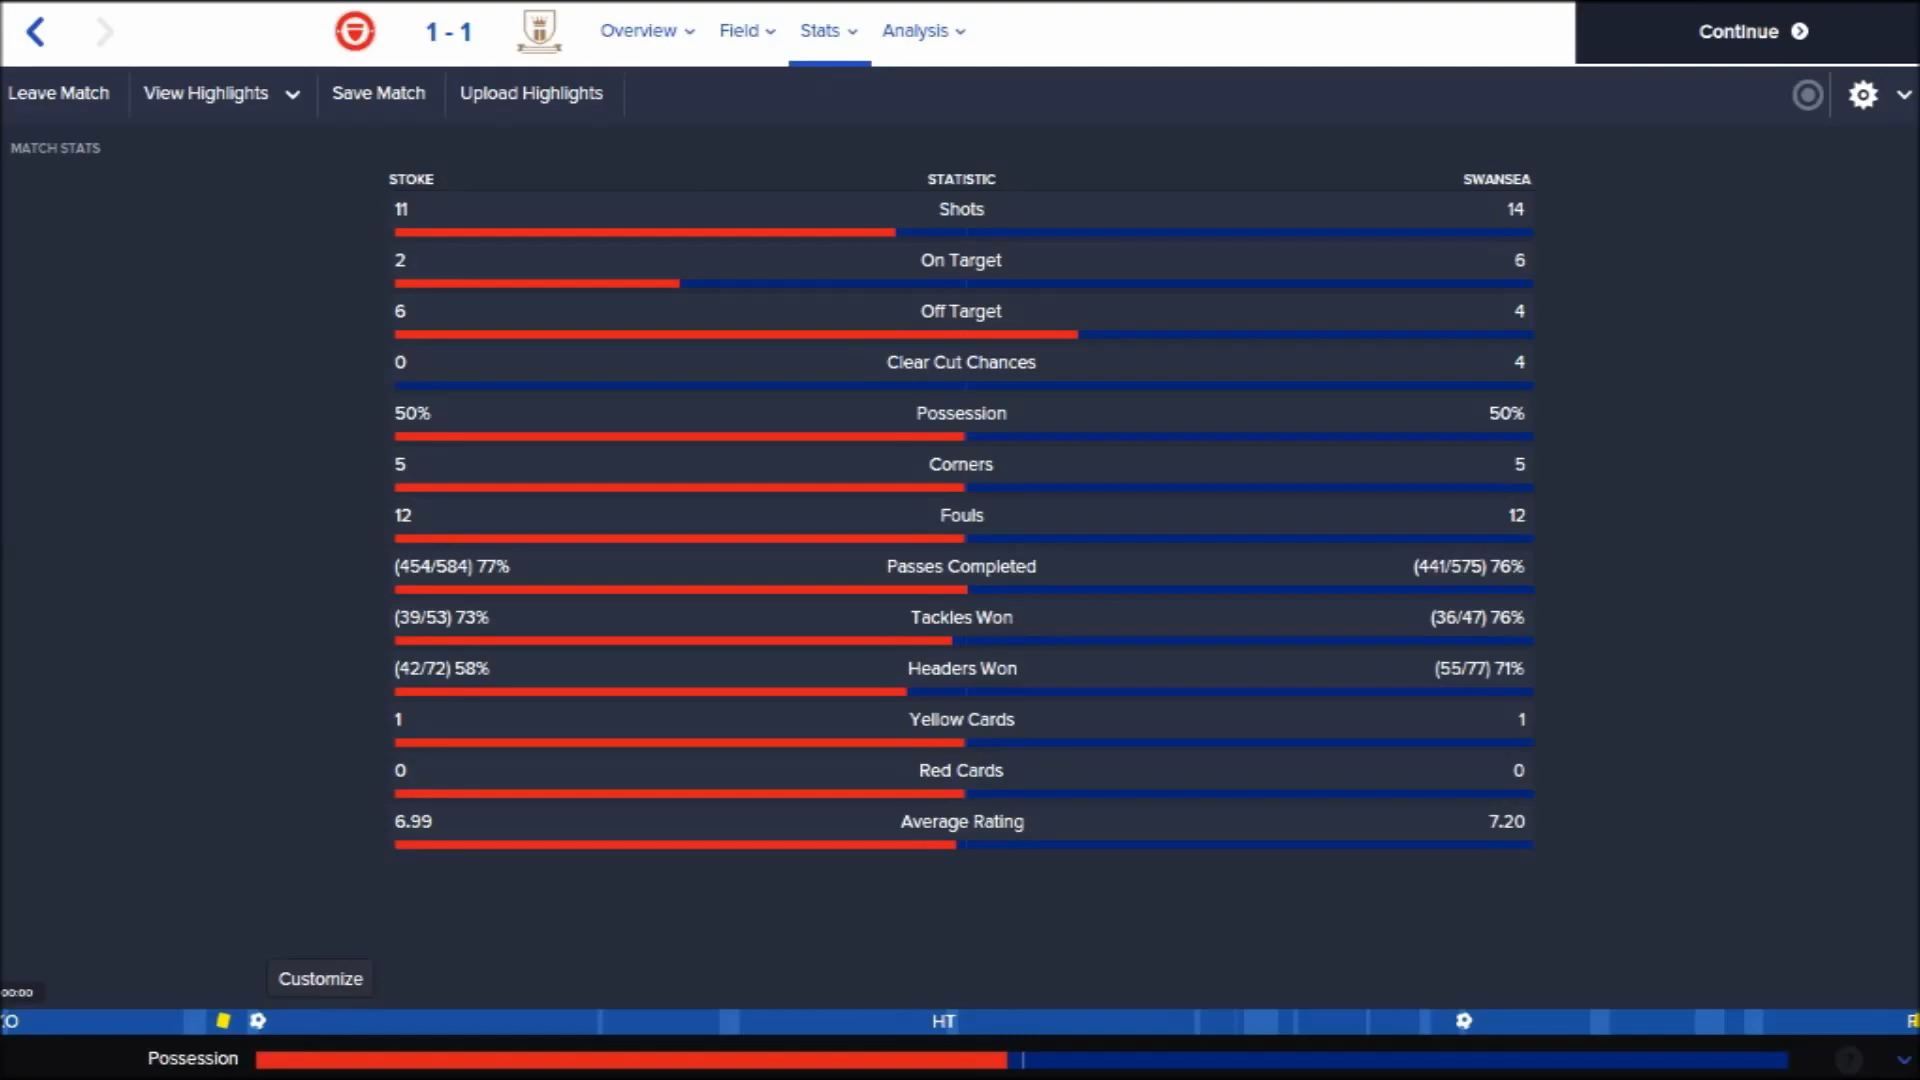 1 - 1
Overview
Field
Stats
Analysis
Continue
Leave Match
View Highlights
Save Match
Upload Highlights
MATCH STATS
STOKE STATISTIC SWANSEA
11 Shots 14
2 On Target 6
6 Off Target 4
0 Clear Cut Chances 4
50% Possession 50%
5 Corners 5
12 Fouls 12
(454/584) 77% Passes Completed (441/575) 76%
(39/53) 73% Tackles Won (36/47) 76%
(42/72) 58% Headers Won (55/77) 71%
1 Yellow Cards 1
0 Red Cards 0
6.99 Average Rating 7.20
Customize
00:00
HT
Possession